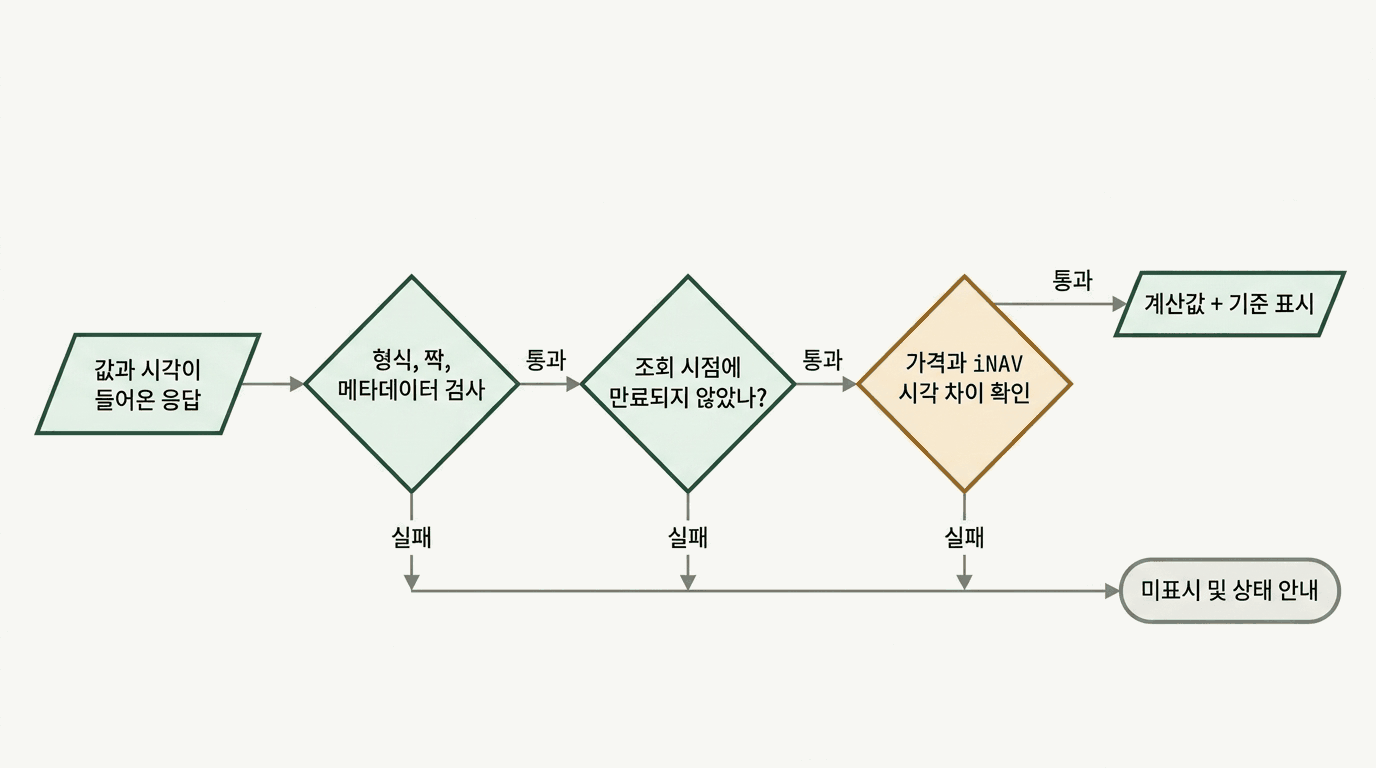 값과 시각이
들어온 응답
형식, 짝,
메타데이터 검사
통과
조회 시점에
만료되지 않았나?
통과
가격과 iNAV
시각 차이 확인
통과
계산값 + 기준 표시
실패
실패
실패
미표시 및 상태 안내